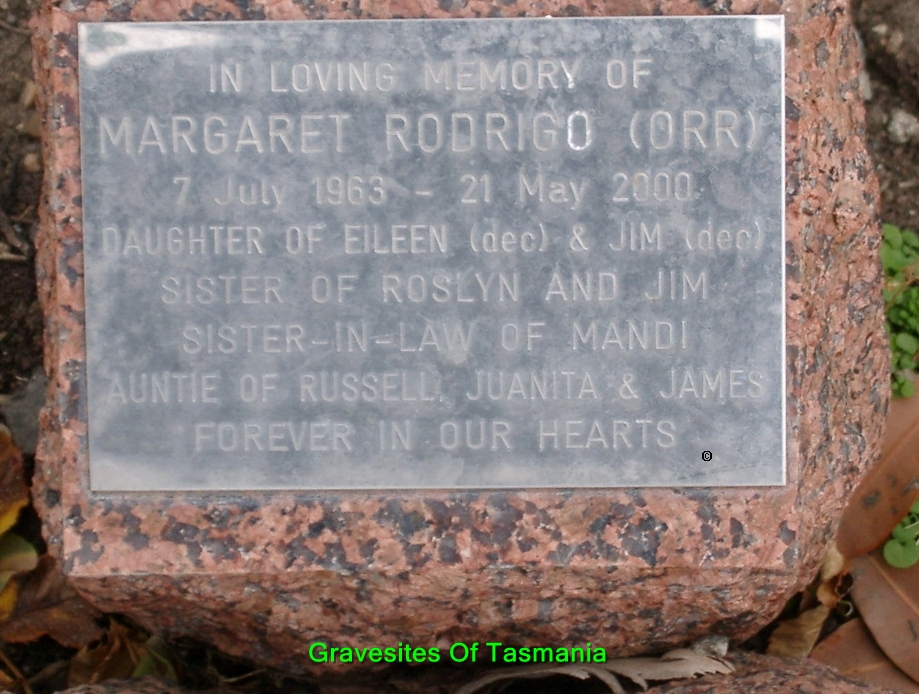 IN LOVING MEMORY OF
MARGARET RODRIGO (ORR)
7 July 1963 - 21 May 2000
DAUGHTER OF EILEEN (dec) & JIM (dec)
SISTER OF ROSLYN AND JIM
SISTER-IN-LAW OF MANDI
AUNTIE OF RUSSELL, JUANITA & JAMES
FOREVER IN OUR HEARTS
©
Gravesites Of Tasmania